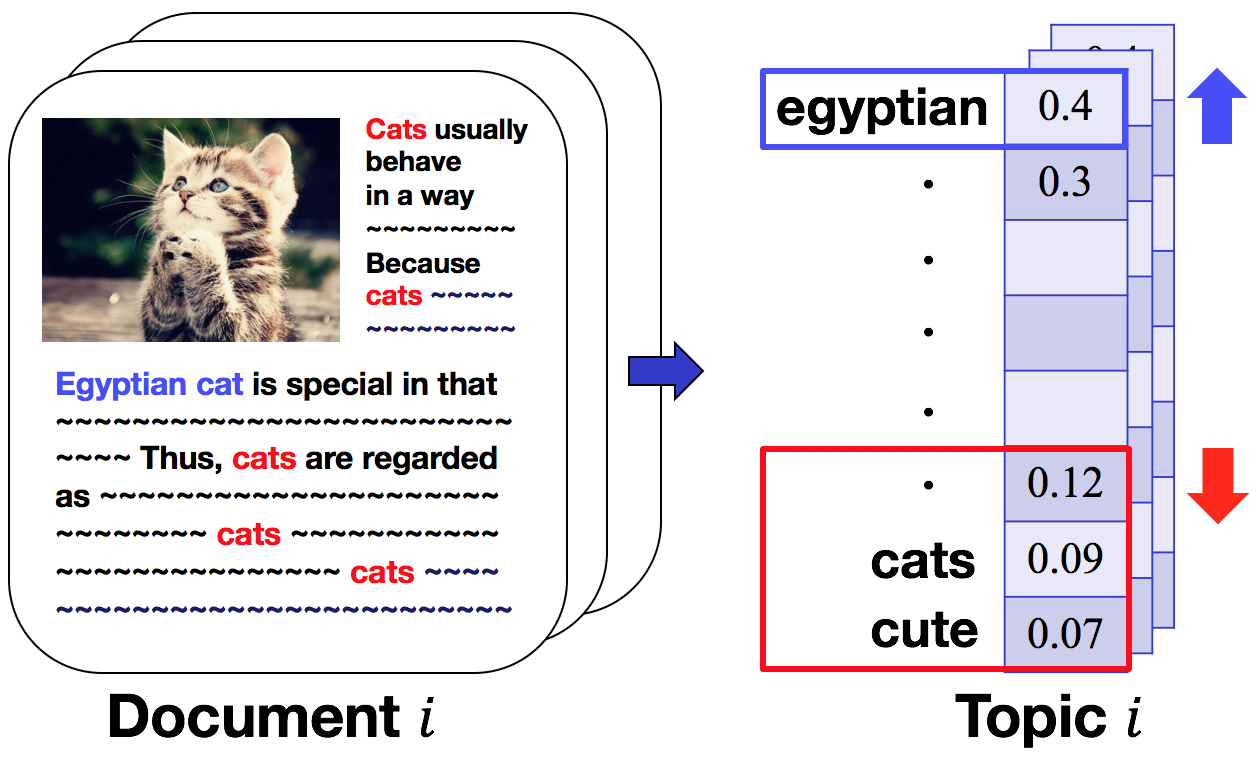 Cats usually
behave
in a way
~~~~~~~~~
Because
cats ~~~~~
~~~~~~~~~
Egyptian cat is special in that
~~~~~~~~~~~~~~~~~~~~~~~~
~~~~ Thus, cats are regarded
as ~~~~~~~~~~~~~~~~~~~~~
~~~~~~~~ cats ~~~~~~~~~~~
~~~~~~~~~~~~~~~ cats ~~~~
~~~~~~~~~~~~~~~~~~~~~~~~
Document i
egyptian 0.4
. 0.3
.
.
.
. 0.12
cats 0.09
cute 0.07
Topic i